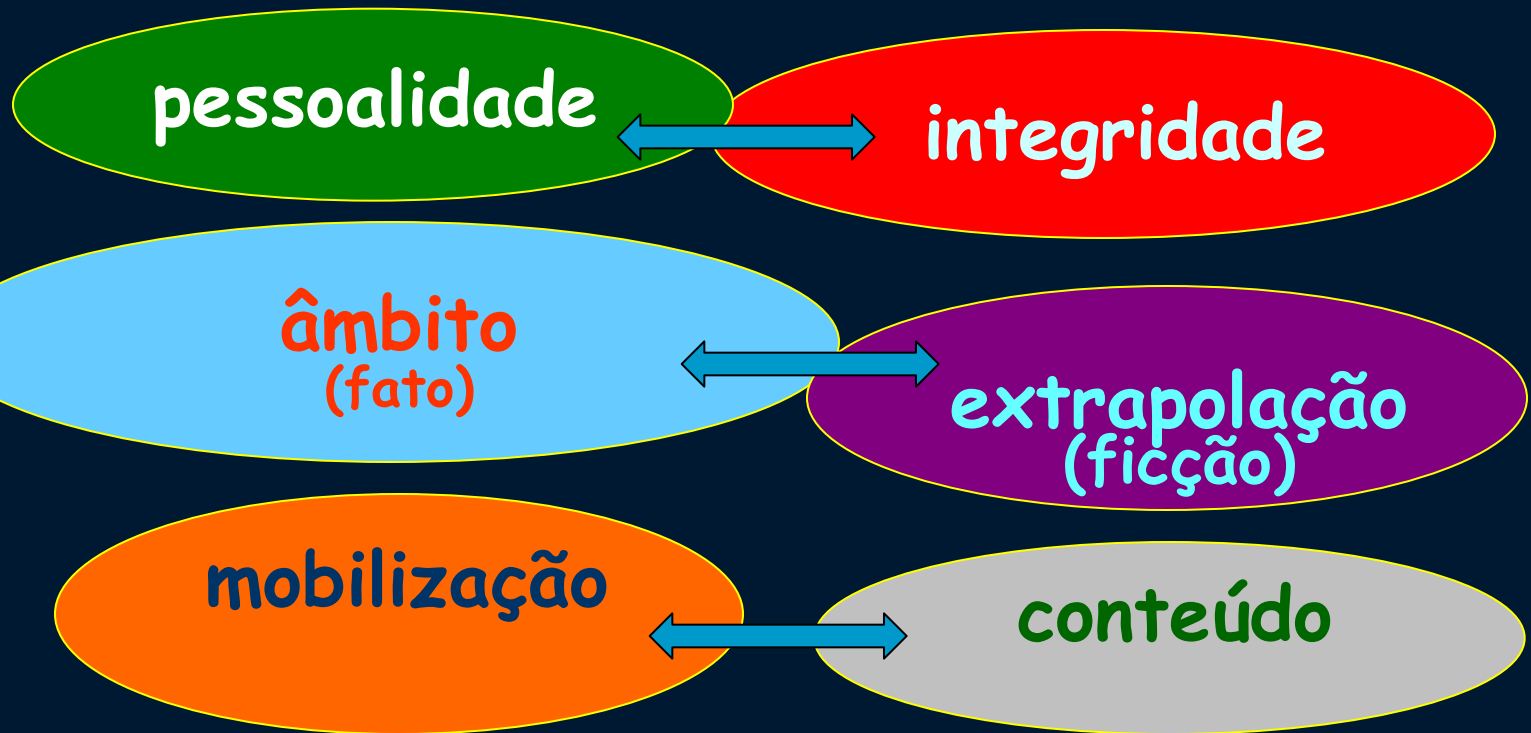 pessoalidade
integridade
âmbito
(fato)
extrapolação
(ficção)
mobilização
conteúdo